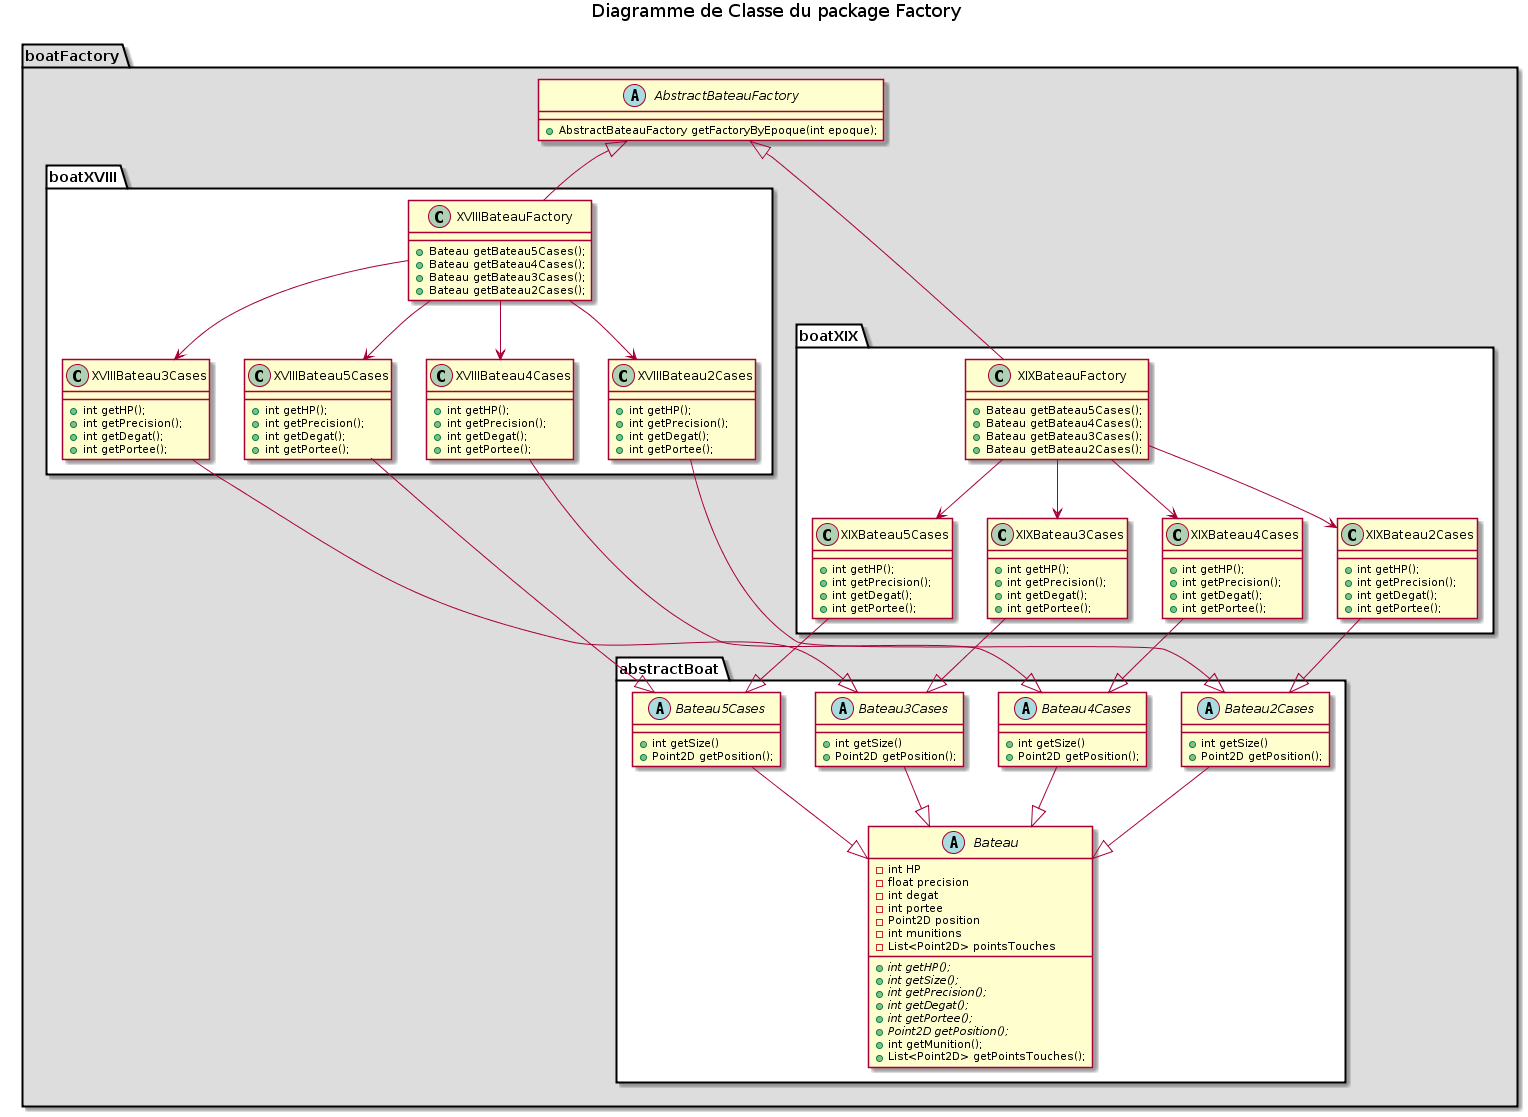 Diagramme de Classe du package Factory
boatFactory
A AbstractBateauFactory
AbstractBateauFactory getFactoryByEpoque(int epoque);
boatXVIII
C XVIIIBateauFactory
Bateau getBateau5Cases();
Bateau getBateau4Cases();
Bateau getBateau3Cases();
Bateau getBateau2Cases();
C XVIIIBateau3Cases
int getHP();
int getPrecision();
int getDegat();
int getPortee();
C XVIIIBateau5Cases
int getHP();
int getPrecision();
int getDegat();
int getPortee();
C XVIIIBateau4Cases
int getHP();
int getPrecision();
int getDegat();
int getPortee();
C XVIIIBateau2Cases
int getHP();
int getPrecision();
int getDegat();
int getPortee();
boatXIX
C XIXBateauFactory
Bateau getBateau5Cases();
Bateau getBateau4Cases();
Bateau getBateau3Cases();
Bateau getBateau2Cases();
C XIXBateau5Cases
int getHP();
int getPrecision();
int getDegat();
int getPortee();
C XIXBateau3Cases
int getHP();
int getPrecision();
int getDegat();
int getPortee();
C XIXBateau4Cases
int getHP();
int getPrecision();
int getDegat();
int getPortee();
C XIXBateau2Cases
int getHP();
int getPrecision();
int getDegat();
int getPortee();
abstractBoat
A Bateau5Cases
int getSize()
Point2D getPosition();
A Bateau3Cases
int getSize()
Point2D getPosition();
A Bateau4Cases
int getSize()
Point2D getPosition();
A Bateau2Cases
int getSize()
Point2D getPosition();
A Bateau
int HP
float precision
int degat
int portee
Point2D position
int munitions
List<Point2D> pointsTouches
int getHP();
int getSize();
int getPrecision();
int getDegat();
int getPortee();
Point2D getPosition();
int getMunition();
List<Point2D> getPointsTouches();